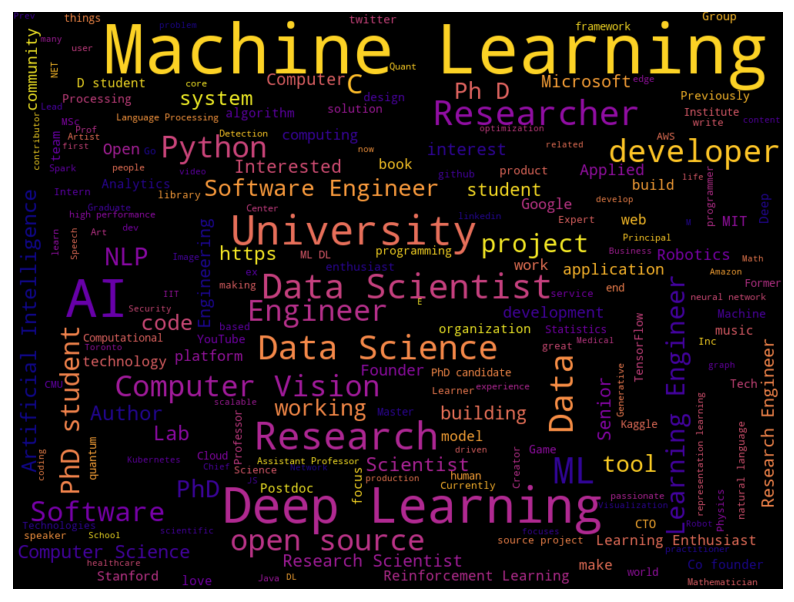 Prev
problem
twitter
Group
things
framework
many
user
Machine Learning
community
NET
Quant
D student
core
Computer
C
Ph D
Microsoft
edge
Previously
Processing
system
design
Lead
Language Processing
algorithm
solution
Researcher
Institute
write
content
MSc
Prof
Artist
first
contributor
team
Open
Go
Python
Detection
computing
optimization
interest
related
AWS
developer
now
people
Interested
book
github
product
Applied
life
Spark
video
Analytics
Intern
library
Software Engineer
student
Google
develop
build
programmer
MIT
Deep
Graduate
high performance
Center
linkedin
Expert
web
M
Artificial Intelligence
learn
Speech
Art
dev
Engineering
University
project
Principal
NLP
Image
https
ML DL
programming
Business
Robotics
Math
enthusiast
work
application
Amazon
AI
IIT
making
ex
Data Scientist
E
service
end
Former
neural network
Security
code
Engineer
development
Machine
Computational
Toronto
based
YouTube
organization
Statistics
TensorFlow
music
PhD student
technology
platform
Data Science
great
Medical
Inc
graph
CMU
Founder
PhD candidate
Learner
experience
Data
Generative
Senior
Learning Engineer
Tech
Computer Vision
scalable
working
Master
building
Kaggle
Author
Professor
Research
model
driven
Game
representation learning
natural language
Research Engineer
Lab
coding
quantum
Kubernetes
Cloud
Chief
Science
Assistant Professor
network
focus
Scientist
human
Currently
Creator
ML
tool
passionate
Physics
PhD
JS
Postdoc
production
Visualization
Software
Deep Learning
focuses
CTO
Robot
Technologies
School
scientific
speaker
open source
source project
Learning Enthusiast
practitioner
Computer Science
healthcare
Research Scientist
make
Co founder
Stanford
love
Java
DL
Reinforcement Learning
world
Mathematician